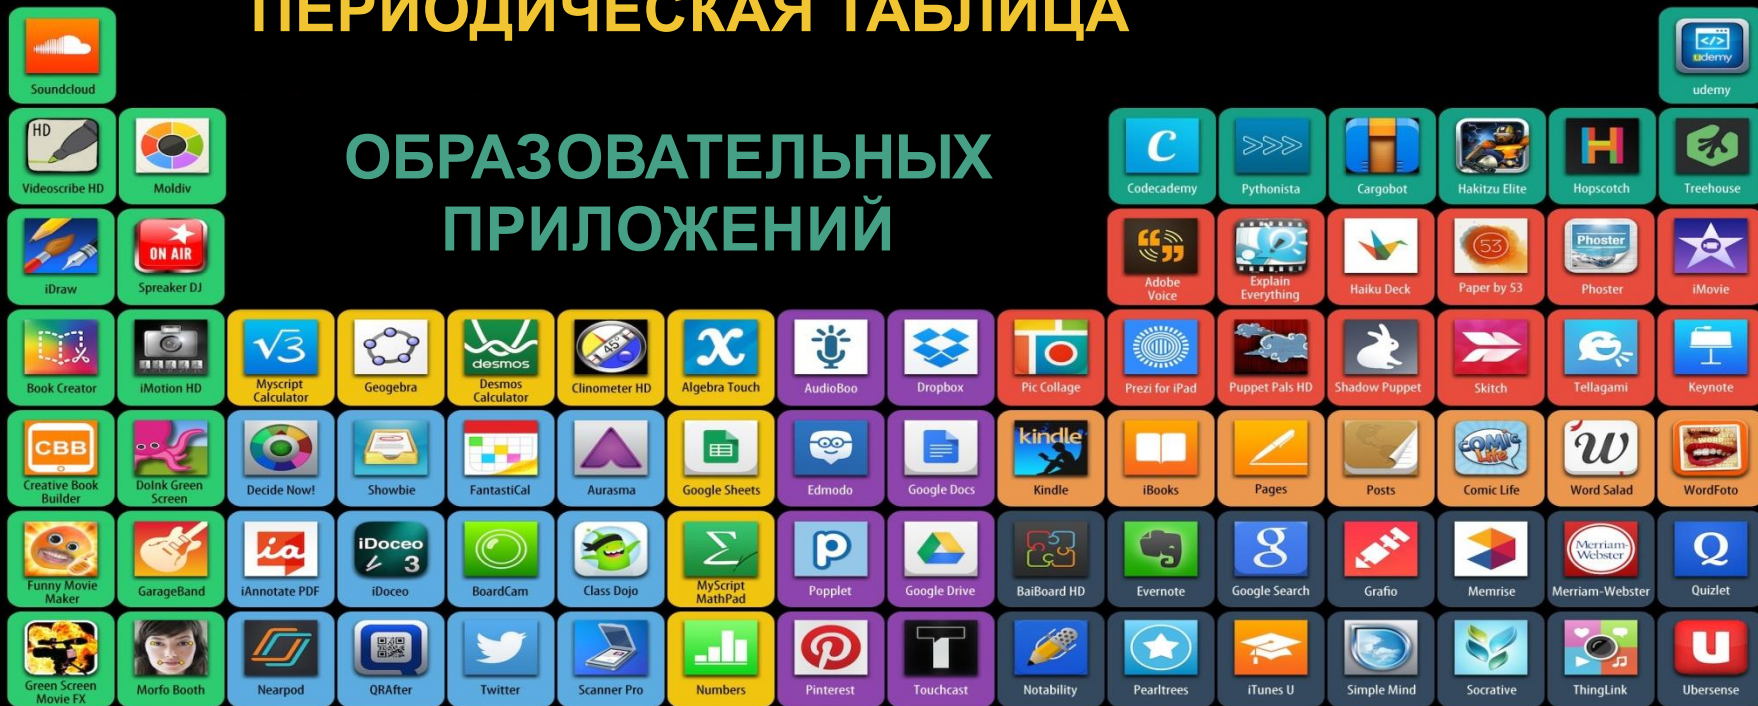 ПЕРИОДИЧЕСКАЯ ТАБЛИЦА
Soundcloud
udemy
udemy
HD
Videoscribe HD
Moldiv
ОБРАЗОВАТЕЛЬНЫХ
ПРИЛОЖЕНИЙ
Codecademy
Pythonista
Cargobot
Hakitzu Elite
Hopscotch
Treehouse
iDraw
ON AIR
Spreaker DJ
Adobe
Voice
Explain
Everything
Haiku Deck
53
Paper by 53
Phoster
Phoster
iMovie
Book Creator
iMotion HD
√3
Myscript
Calculator
Geogebra
desmos
Desmos
Calculator
45°
Clinometer HD
x
Algebra Touch
AudioBoo
Dropbox
Pic Collage
Prezi for iPad
Puppet Pals HD
Shadow Puppet
Skitch
Tellagami
Keynote
CBB
Creative Book
Builder
DoInk Green
Screen
Decide Now!
Showbie
FantastiCal
Aurasma
Google Sheets
Edmodo
Google Docs
kindle
Kindle
iBooks
Pages
Posts
COMIC
Life
Comic Life
w
Word Salad
WORD
WordFoto
Funny Movie
Maker
GarageBand
ia
iAnnotate PDF
iDoceo
3
iDoceo
BoardCam
Class Dojo
Σ
MyScript
MathPad
p
Popplet
Google Drive
BaiBoard HD
Evernote
g
Google Search
Grafio
Memrise
Merriam-
Webster
Merriam-Webster
Q
Quizlet
Green Screen
Movie FX
Morfo Booth
Nearpod
QRAfter
Twitter
Scanner Pro
Numbers
Pinterest
T
Touchcast
Notability
Pearltrees
iTunes U
Simple Mind
Socrative
ThingLink
u
Ubersense